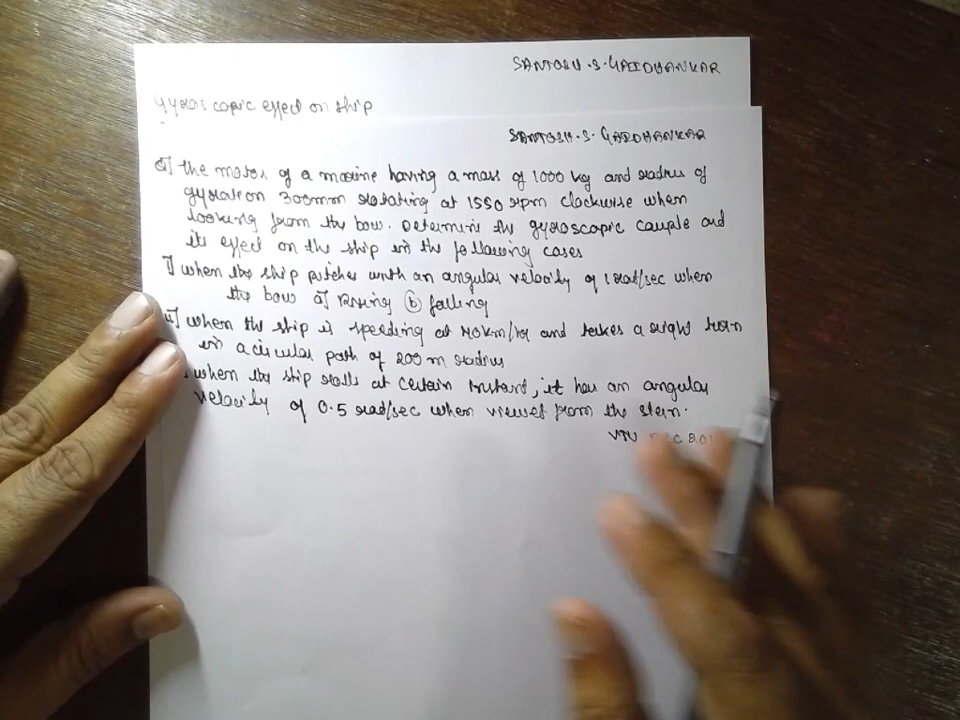 SANTOSH.S.GAIDHANKAR
Gyroscopic effect on ship
SANTOSH.S.GAIDHANKAR
Q] The motor of a marine having a mass of 1000 kg and radius of
gyration 300mm rotating at 1550 rpm clockwise when
looking from the bow. Determine the gyroscopic couple and
its effect on the ship in the following cases
i] when the ship pitches with an angular velocity of 1 rad/sec when
the bow a] Rising b falling
ii] when the ship is speeding at 40km/hr and takes a right turn
in a circular path of 200m radius
when the ship rolls at certain instant, it has an angular
velocity of 0.5 rad/sec when viewed from the stern.
VTU